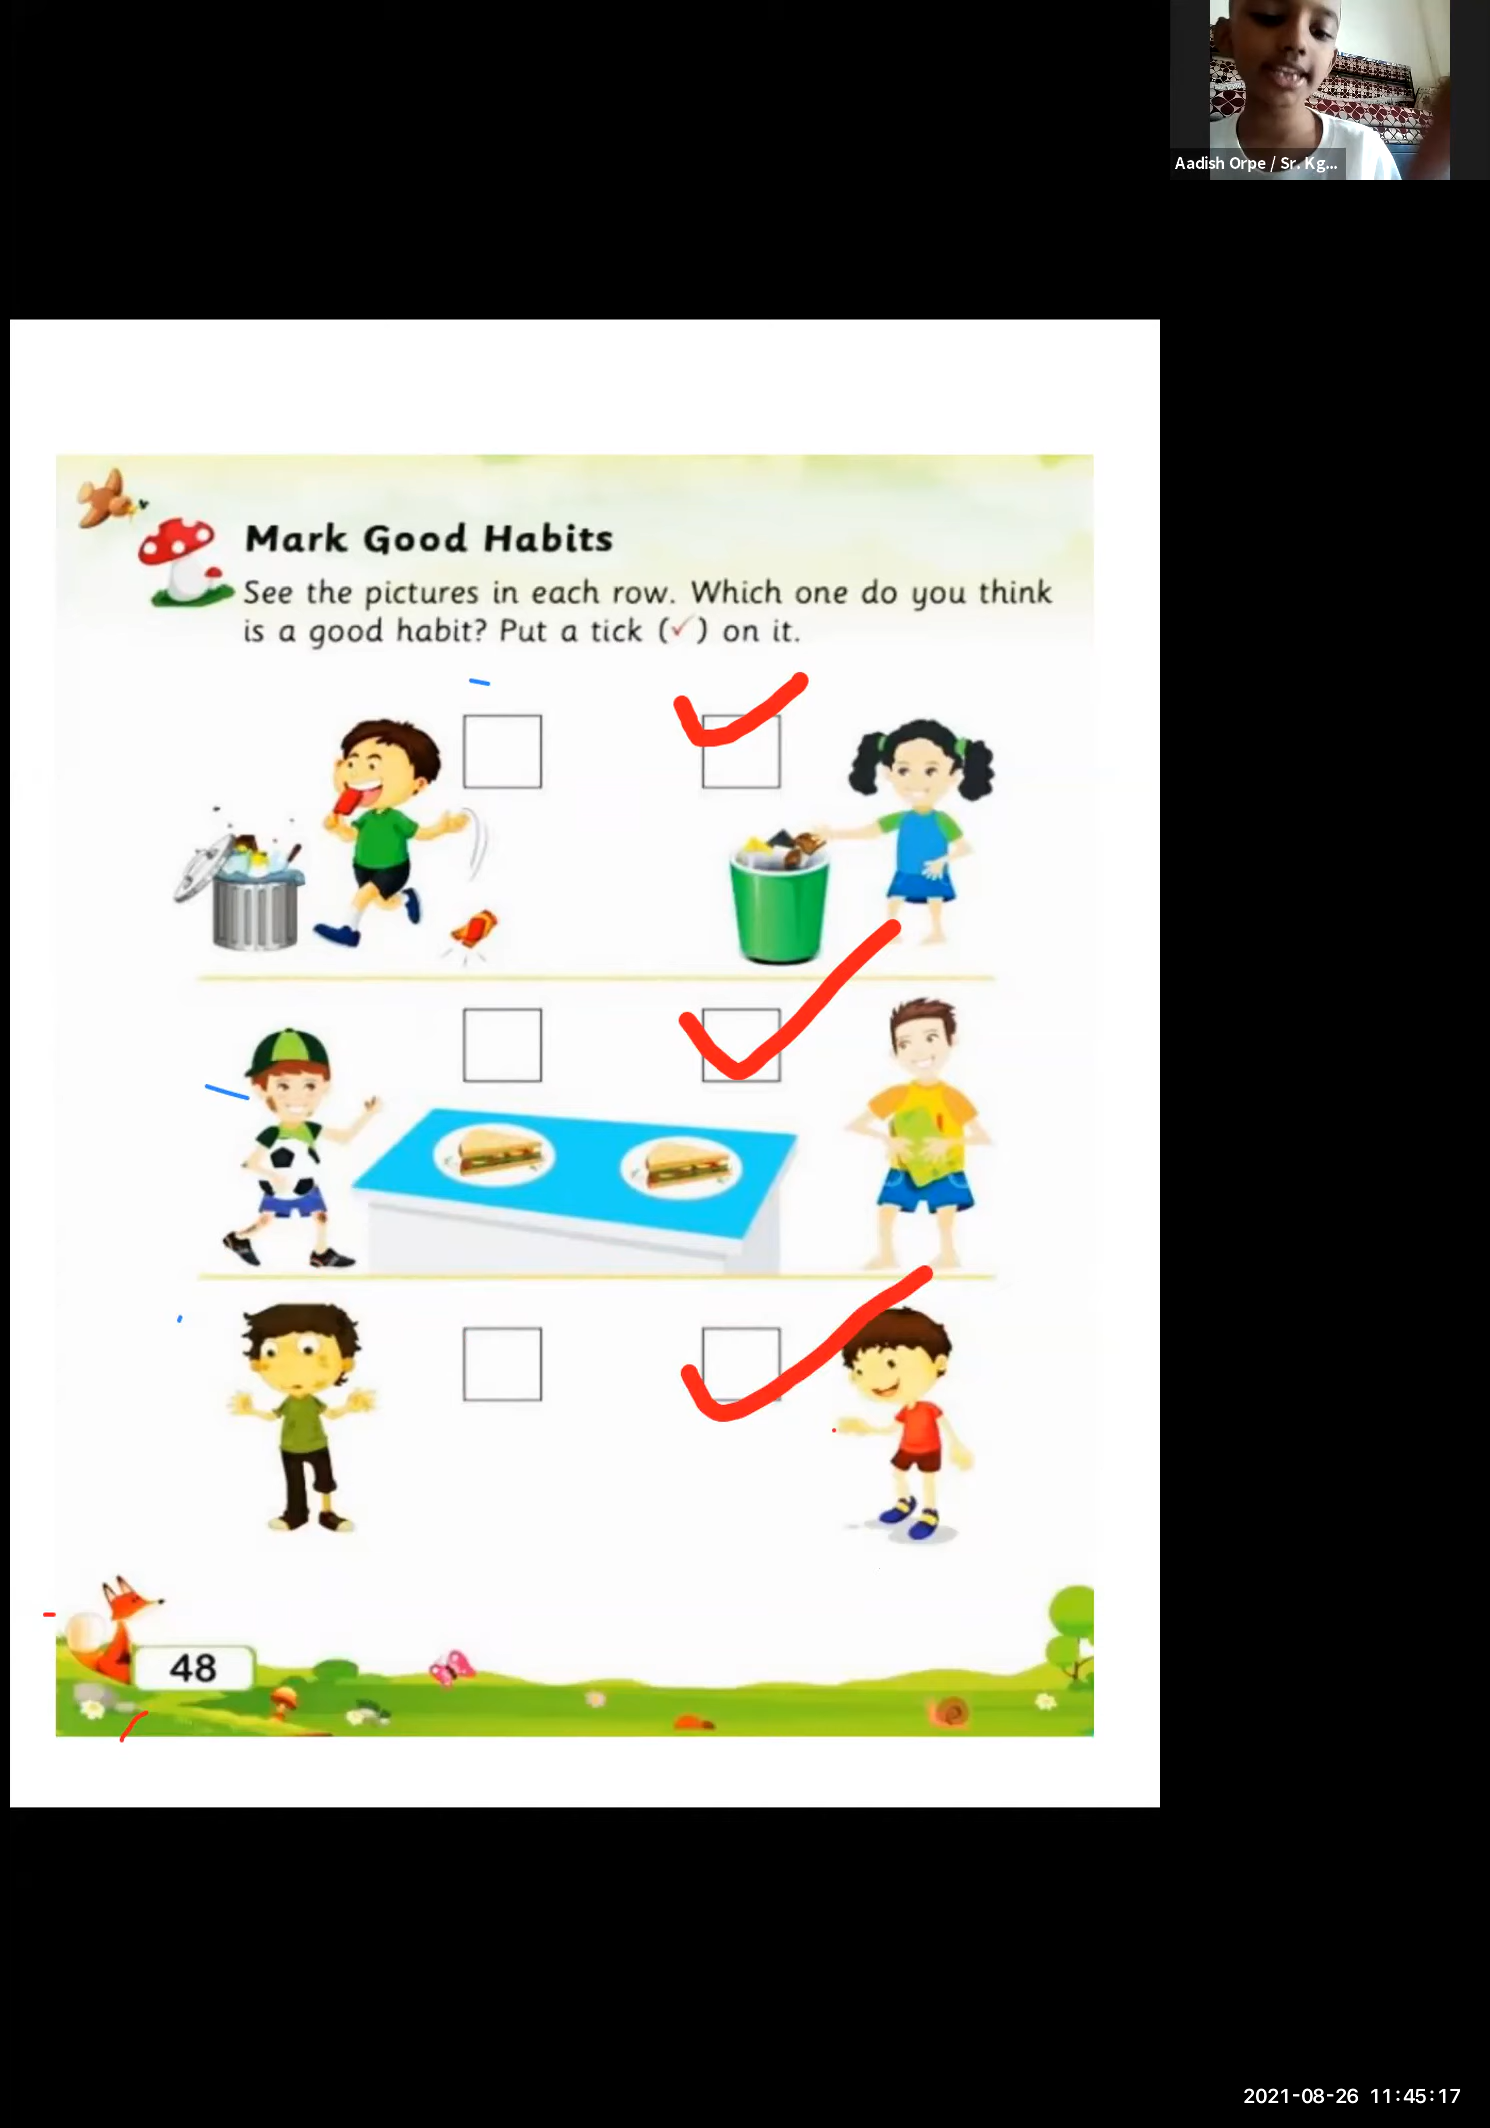 Aadish Orpe / Sr. Kg...
Mark Good Habits
See the pictures in each row. Which one do you think
is a good habit? Put a tick (✓) on it.
48
2021-08-26 11:45:17